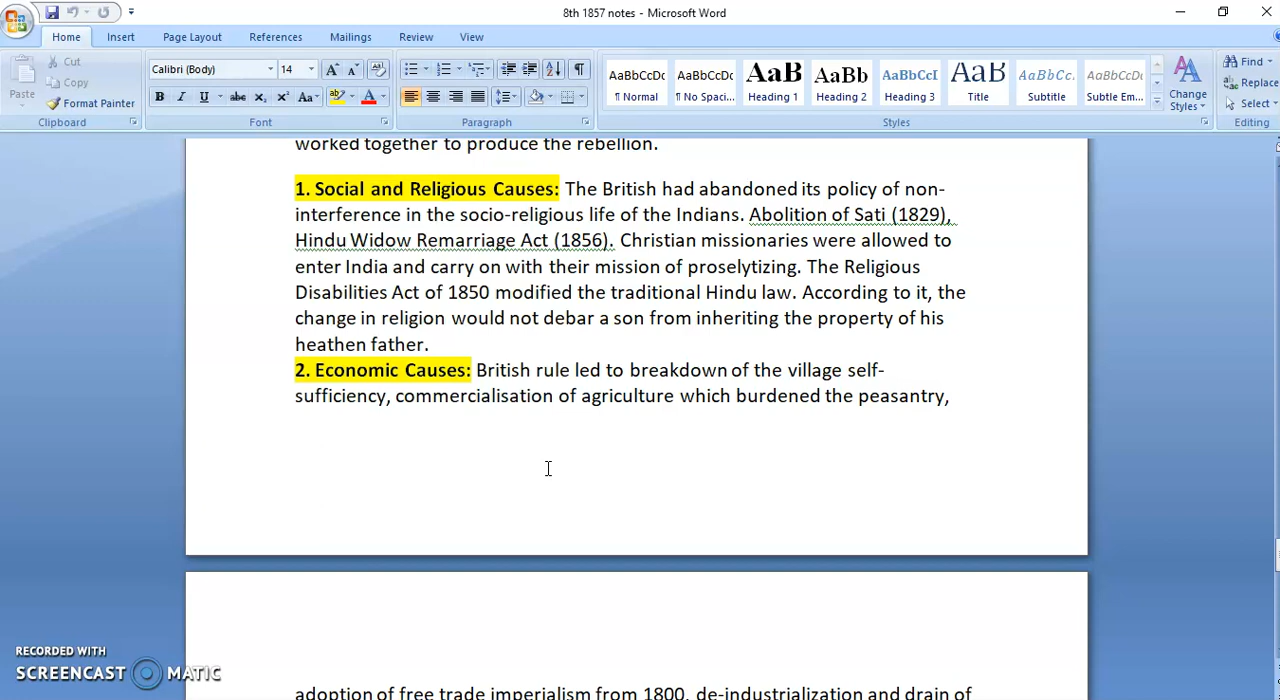 8th 1857 notes - Microsoft Word
Home Insert Page Layout References Mailings Review View
Cut
Copy
Paste
Format Painter
Clipboard
Calibri (Body) 14
B I U abc X₂ X² Aa
Font
Paragraph
AaBbCcDc AaBbCcDc AaB AaBb AaBbCcI AaB AaBbCc. AaBbCcDc
¶ Normal ¶ No Spaci... Heading 1 Heading 2 Heading 3 Title Subtitle Subtle Em...
Change
Styles
Styles
Find
Replace
Select
Editing
worked together to produce the rebellion.
1. Social and Religious Causes: The British had abandoned its policy of non-
interference in the socio-religious life of the Indians. Abolition of Sati (1829),
Hindu Widow Remarriage Act (1856). Christian missionaries were allowed to
enter India and carry on with their mission of proselytizing. The Religious
Disabilities Act of 1850 modified the traditional Hindu law. According to it, the
change in religion would not debar a son from inheriting the property of his
heathen father.
2. Economic Causes: British rule led to breakdown of the village self-
sufficiency, commercialisation of agriculture which burdened the peasantry,
adoption of free trade imperialism from 1800, de-industrialization and drain of
RECORDED WITH
SCREENCAST MATIC